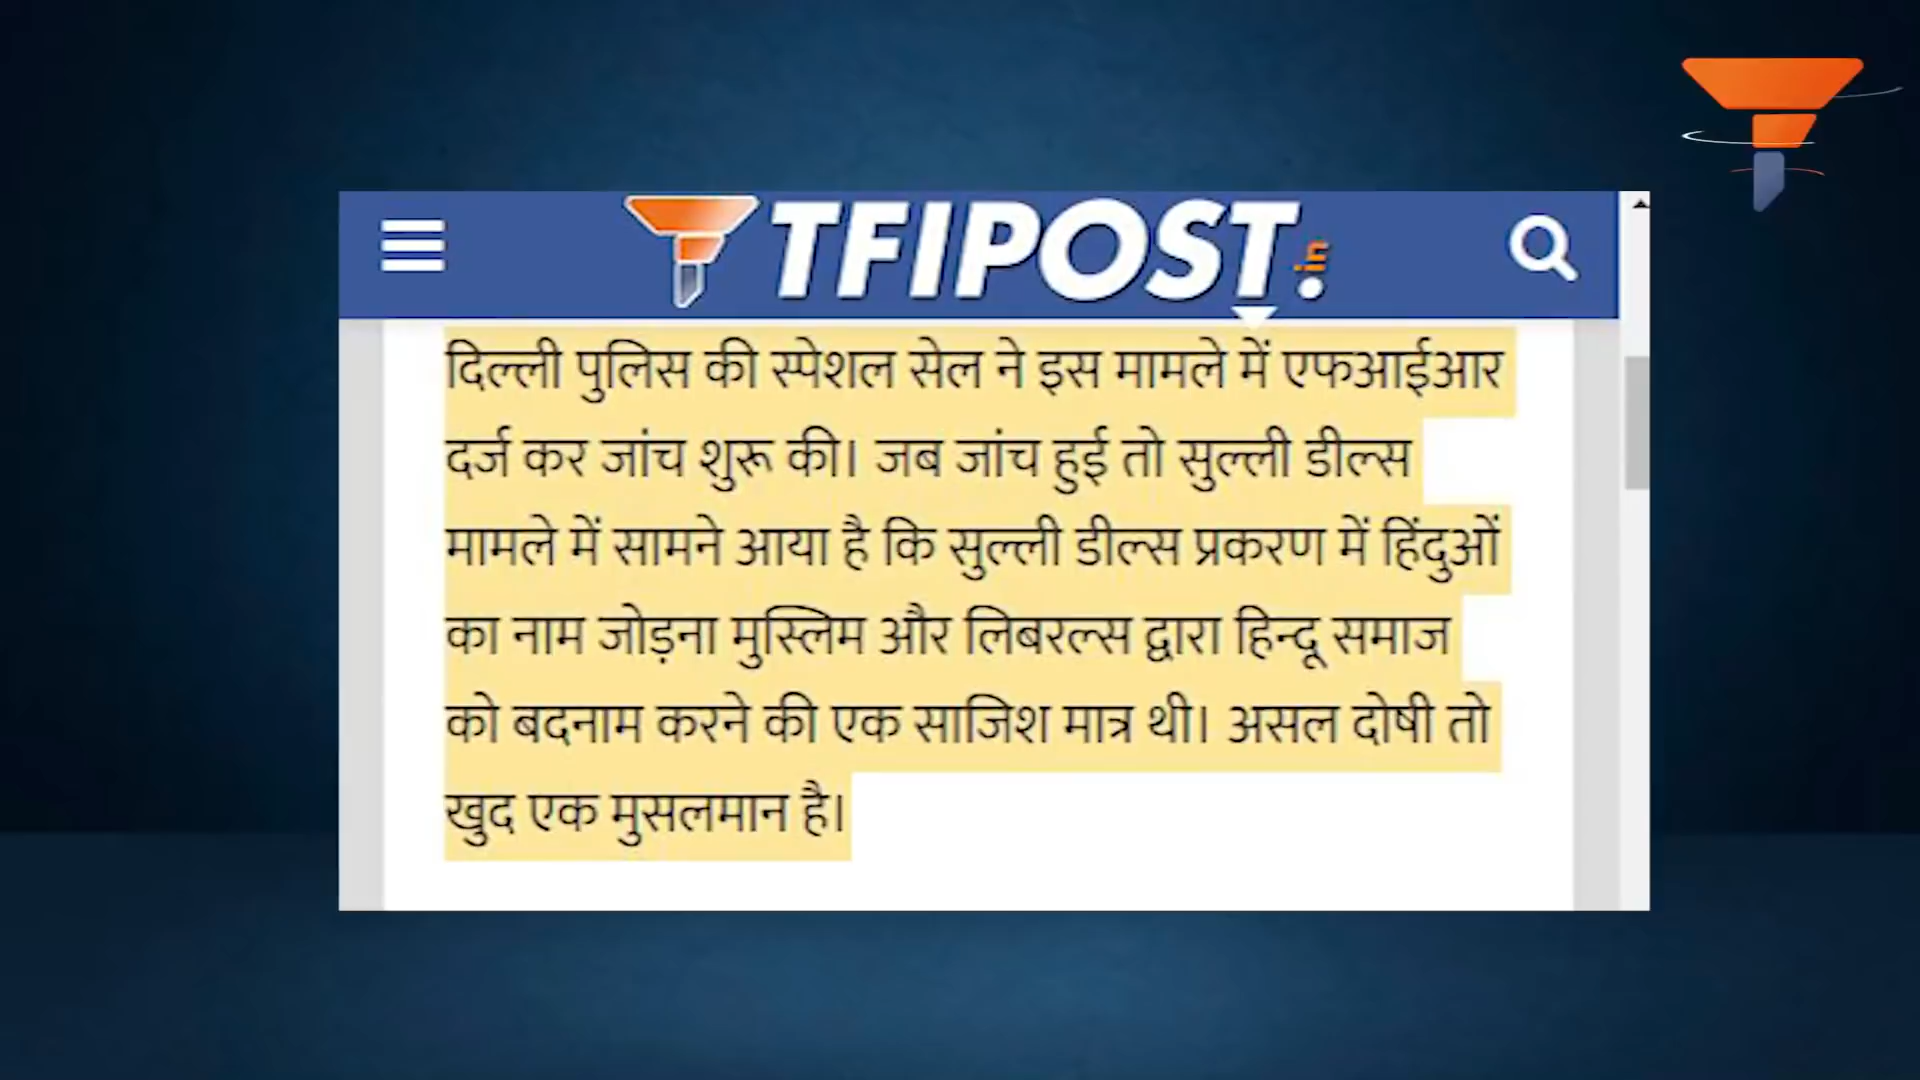 TFIPOST.in
दिल्ली पुलिस की स्पेशल सेल ने इस मामले में एफआईआर
दर्ज कर जांच शुरू की। जब जांच हुई तो सुल्ली डील्स
मामले में सामने आया है कि सुल्ली डील्स प्रकरण में हिंदुओं
का नाम जोड़ना मुस्लिम और लिबरल्स द्वारा हिन्दू समाज
को बदनाम करने की एक साजिश मात्र थी। असल दोषी तो
खुद एक मुसलमान है।